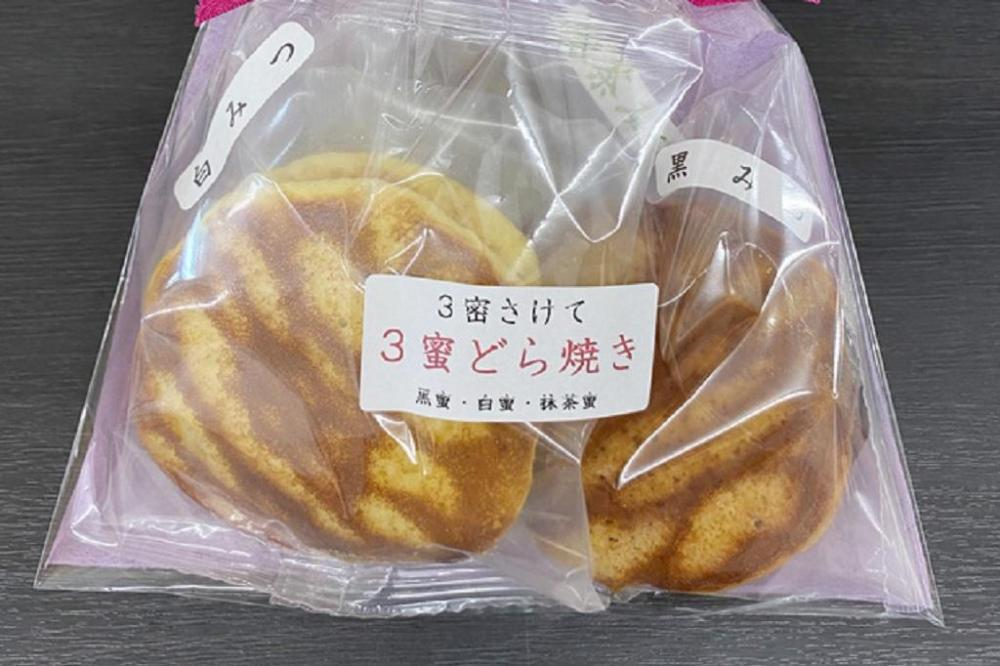 白みつ
黒み
3密さけて
3蜜どら焼き
黒蜜・白蜜・抹茶蜜